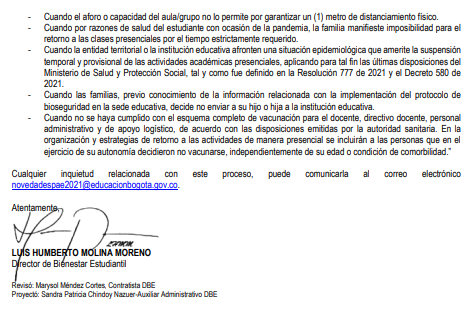 - Cuando el aforo o capacidad del aula/grupo no lo permite por garantizar un (1) metro de distanciamiento físico.
- Cuando por razones de salud del estudiante con ocasión de la pandemia, la familia manifieste imposibilidad para el
retorno a las clases presenciales por el tiempo estrictamente requerido.
- Cuando la entidad territorial o la institución educativa afronten una situación epidemiológica que amerite la suspensión
temporal y provisional de las actividades académicas presenciales, aplicando para tal fin las últimas disposiciones del
Ministerio de Salud y Protección Social, tal y como fue definido en la Resolución 777 de 2021 y el Decreto 580 de
2021.
- Cuando las familias, previo conocimiento de la información relacionada con la implementación del protocolo de
bioseguridad en la sede educativa, decide no enviar a su hijo o hija a la institución educativa.
- Cuando no se haya cumplido con el esquema completo de vacunación para el docente, directivo docente, personal
administrativo y de apoyo logístico, de acuerdo con las disposiciones emitidas por la autoridad sanitaria. En la
organización y estrategias de retorno a las actividades de manera presencial se incluirán a las personas que en el
ejercicio de su autonomía decidieron no vacunarse, independientemente de su edad o condición de comorbilidad."
Cualquier inquietud relacionada con este proceso, puede comunicarla al correo electrónico
novedadespae2021@educacionbogota.gov.co.
Atentamente,
LUIS HUMBERTO MOLINA MORENO
Director de Bienestar Estudiantil
Revisó: Marysol Méndez Cortes, Contratista DBE
Proyectó: Sandra Patricia Chindoy Nazuer-Auxiliar Administrativo DBE